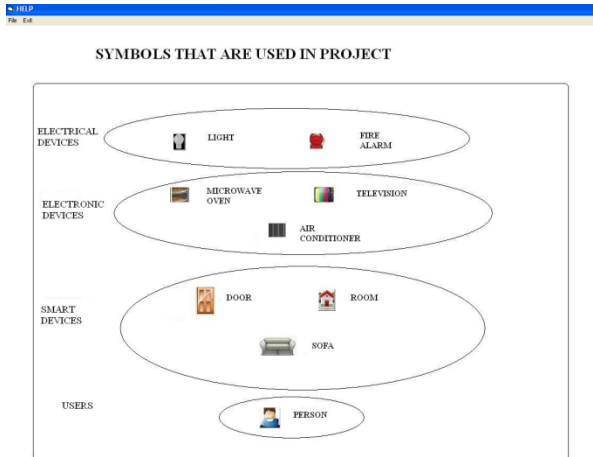 HELP
File Exit
SYMBOLS THAT ARE USED IN PROJECT
ELECTRICAL
DEVICES
LIGHT
FIRE
ALARM
ELECTRONIC
DEVICES
MICROWAVE
OVEN
TELEVISION
AIR
CONDITIONER
SMART
DEVICES
DOOR
ROOM
SOFA
USERS
PERSON